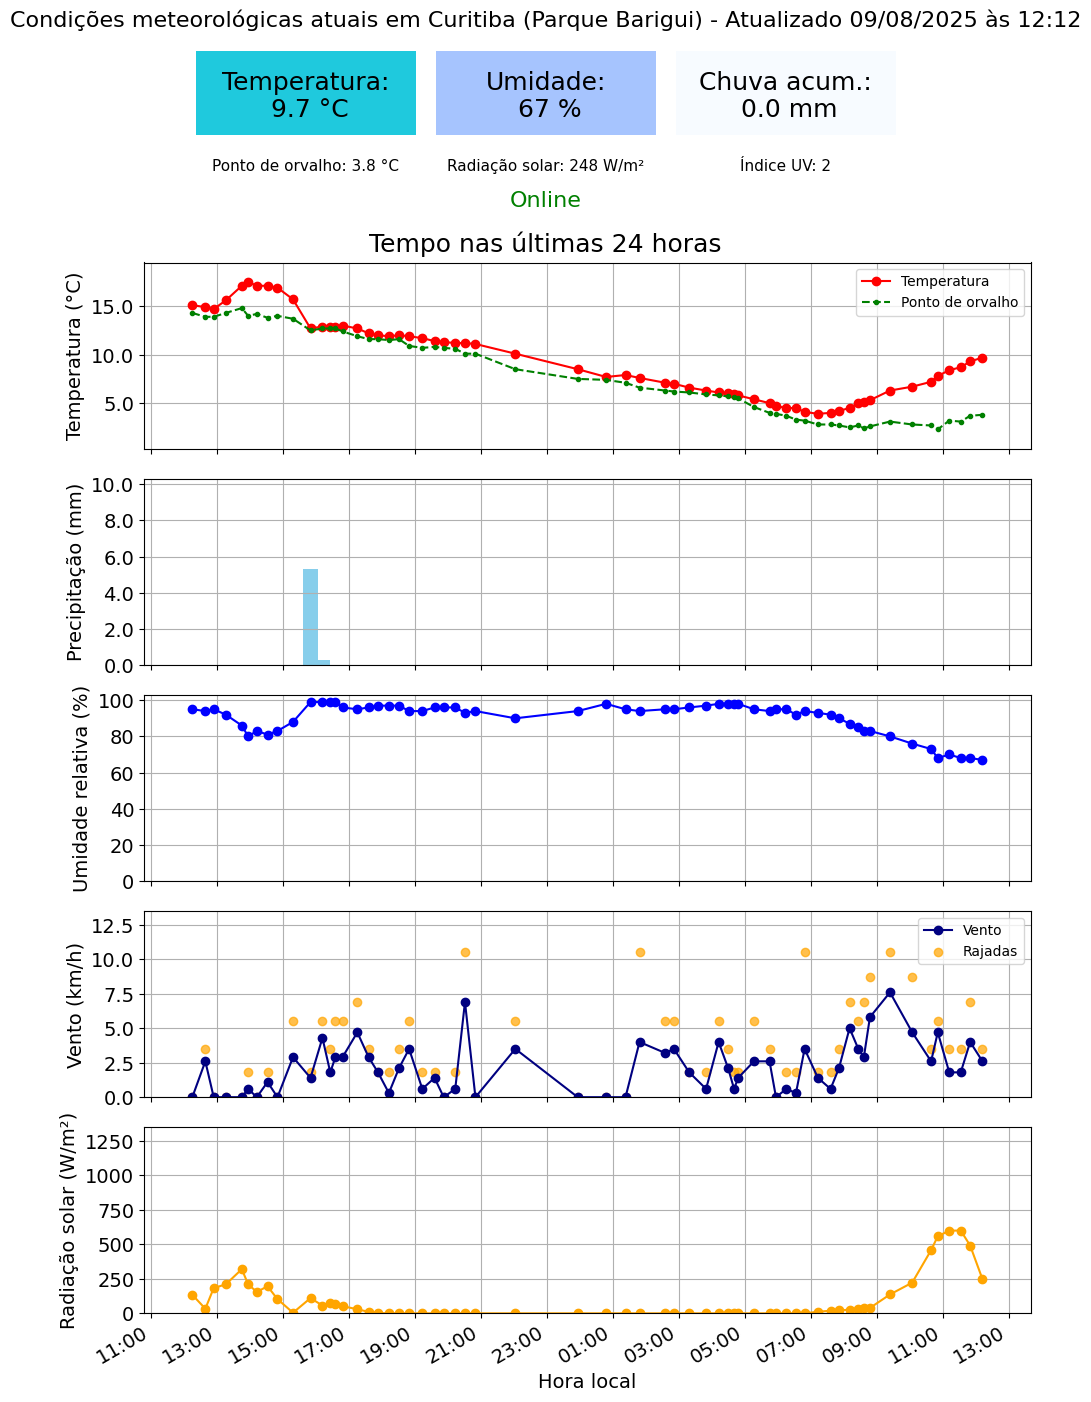 Condições meteorológicas atuais em Curitiba (Parque Barigui) - Atualizado 09/08/2025 às 12:12
Temperatura:
9.7 °C
Umidade:
67 %
Chuva acum.:
0.0 mm
Ponto de orvalho: 3.8 °C
Radiação solar: 248 W/m²
Índice UV: 2
Online
Tempo nas últimas 24 horas
Temperatura (°C)
15.0
10.0
5.0
Temperatura
Ponto de orvalho
Precipitação (mm)
10.0
8.0
6.0
4.0
2.0
0.0
Umidade relativa (%)
100
80
60
40
20
0
Vento (km/h)
12.5
10.0
7.5
5.0
2.5
0.0
Vento
Rajadas
Radiação solar (W/m²)
1250
1000
750
500
250
0
11:00
13:00
15:00
17:00
19:00
21:00
23:00
01:00
03:00
05:00
07:00
09:00
11:00
13:00
Hora local